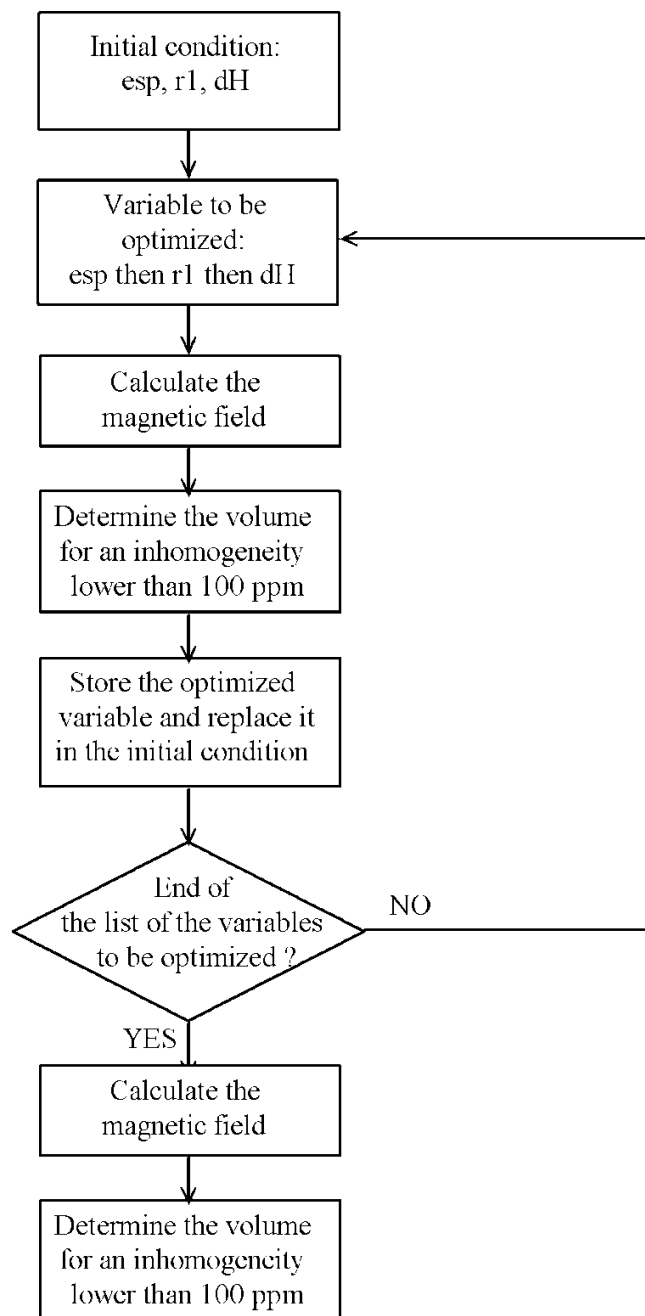 Initial condition:
esp, r1, dH
Variable to be
optimized:
esp then r1 then dH
Calculate the
magnetic field
Determine the volume
for an inhomogeneity
lower than 100 ppm
Store the optimized
variable and replace it
in the initial condition
End of
the list of the variables
to be optimized ?
NO
YES
Calculate the
magnetic field
Determine the volume
for an inhomogeneity
lower than 100 ppm